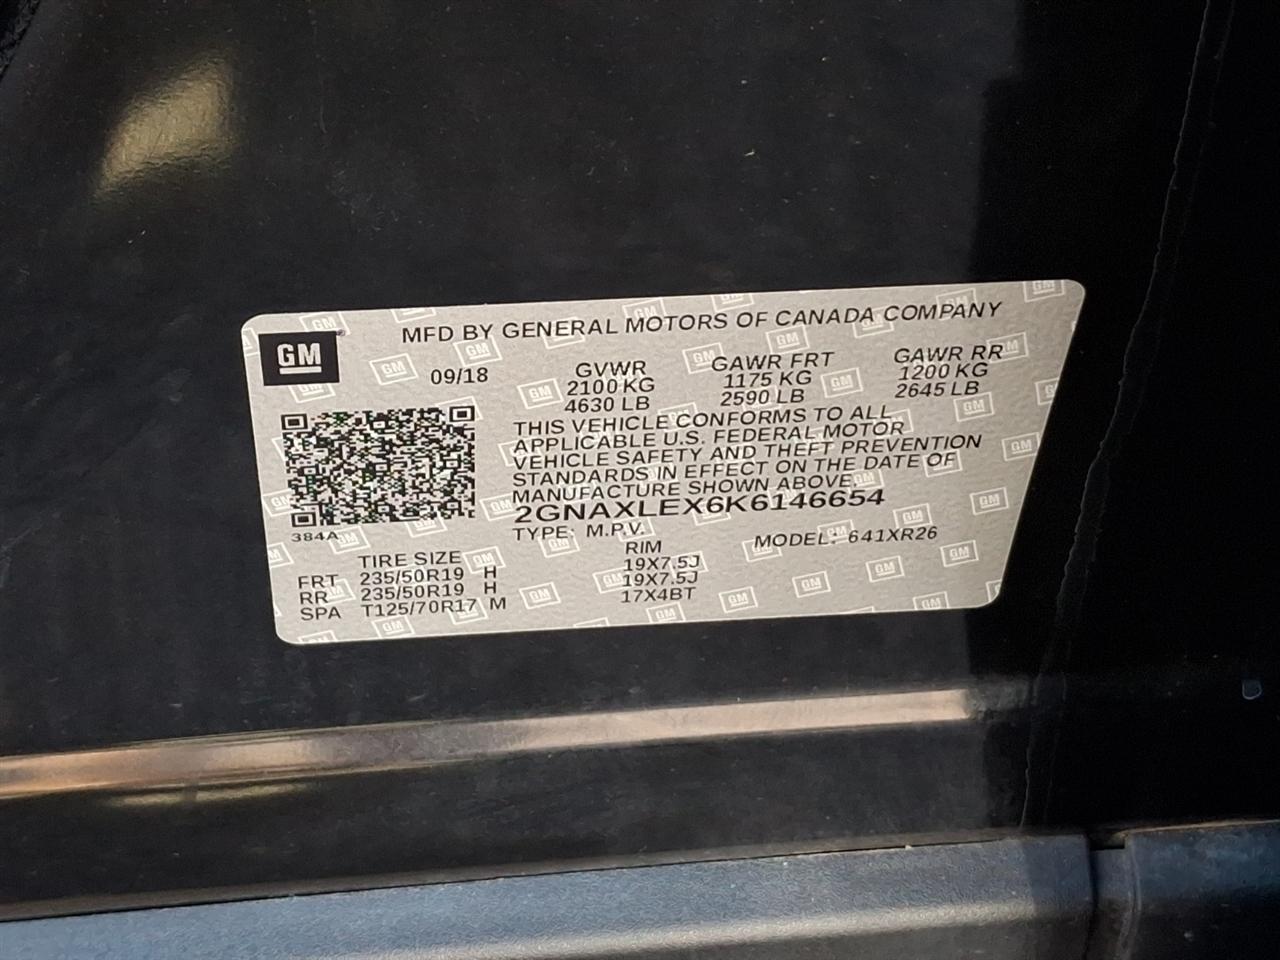 MFD BY GENERAL MOTORS OF CANADA COMPANY
GM
09/18
GVWR GAWR FRT GAWR RR
2100 KG 1175 KG 1200 KG
4630 LB 2590 LB 2645 LB
THIS VEHICLE CONFORMS TO ALL
APPLICABLE U.S. FEDERAL MOTOR
VEHICLE SAFETY AND THEFT PREVENTION
STANDARDS IN EFFECT ON THE DATE OF
MANUFACTURE SHOWN ABOVE.
2GNAXLEX6K6146654
384A
TYPE: M.P.V. MODEL: 641XR26
TIRE SIZE RIM
FRT 235/50R19 H 19X7.5J
RR 235/50R19 H 19X7.5J
SPA T125/70R17 M 17X4BT